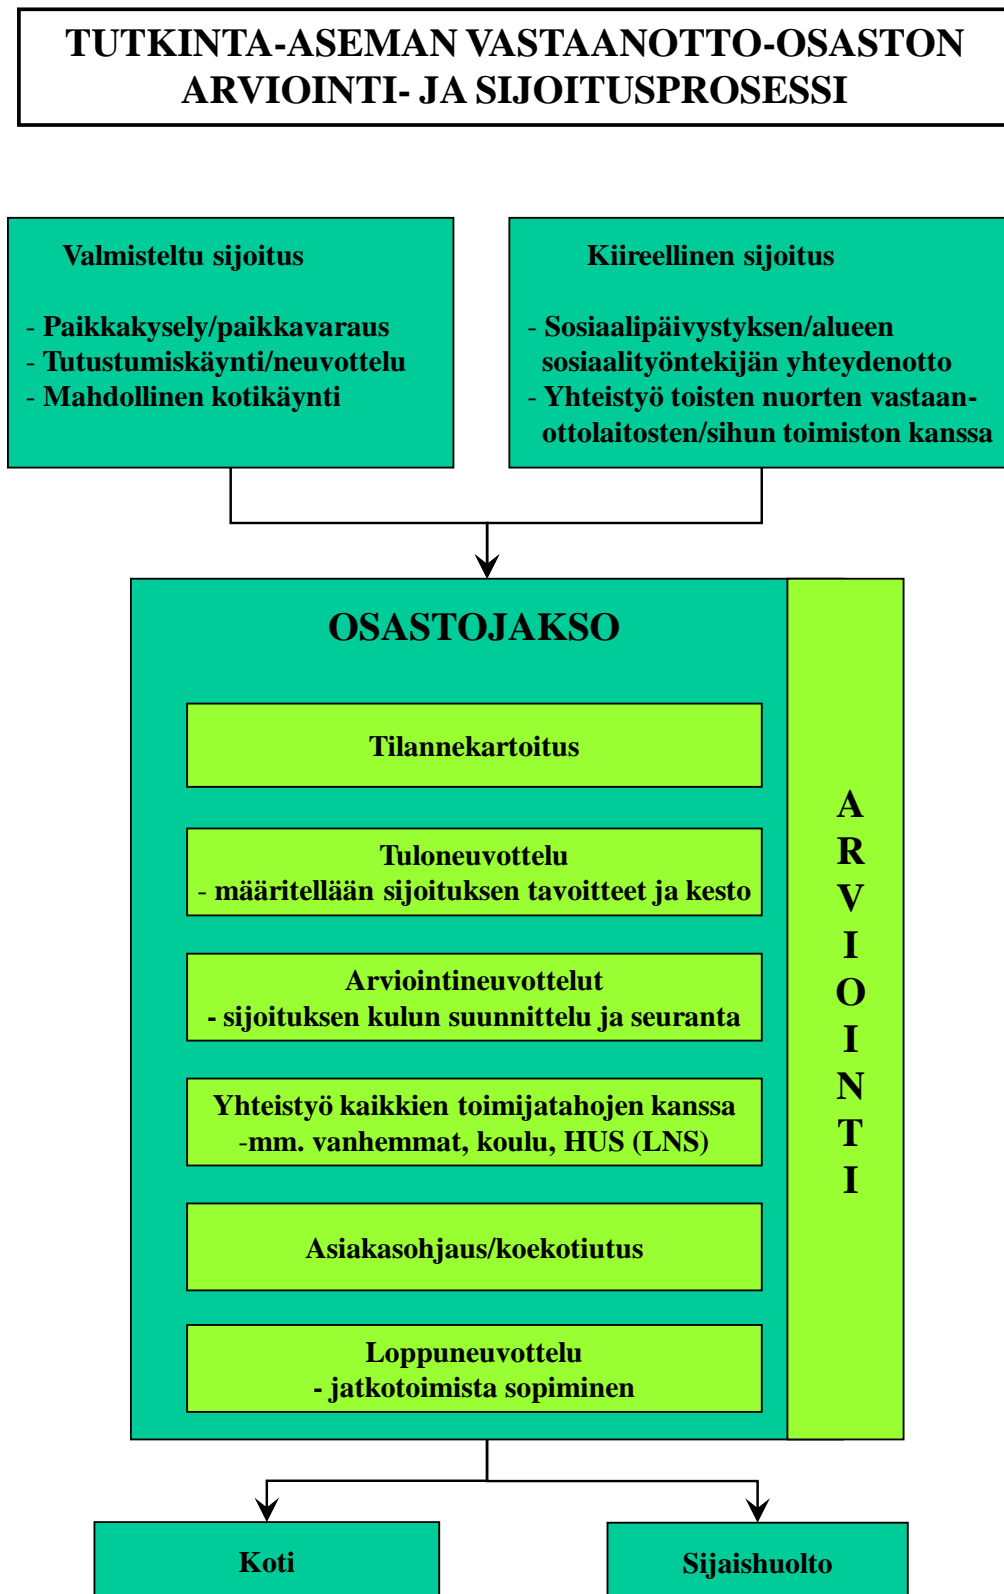 TUTKINTA-ASEMAN VASTAANOTTO-OSASTON
ARVIOINTI- JA SIJOITUSPROSESSI
Valmisteltu sijoitus
- Paikkakysely/paikkavaraus
- Tutustumiskäynti/neuvottelu
- Mahdollinen kotikäynti
Kiireellinen sijoitus
- Sosiaalipäivystyksen/alueen
sosiaalityöntekijän yhteydenotto
- Yhteistyö toisten nuorten vastaan-
ottolaitosten/sihun toimiston kanssa
OSASTOJAKSO
Tilannekartoitus
Tuloneuvottelu
- määritellään sijoituksen tavoitteet ja kesto
Arviointineuvottelut
- sijoituksen kulun suunnittelu ja seuranta
Yhteistyö kaikkien toimijatahojen kanssa
-mm. vanhemmat, koulu, HUS (LNS)
Asiakasohjaus/koekotiutus
Loppuneuvottelu
- jatkotoimista sopiminen
A
R
V
I
O
I
N
T
I
Koti
Sijaishuolto